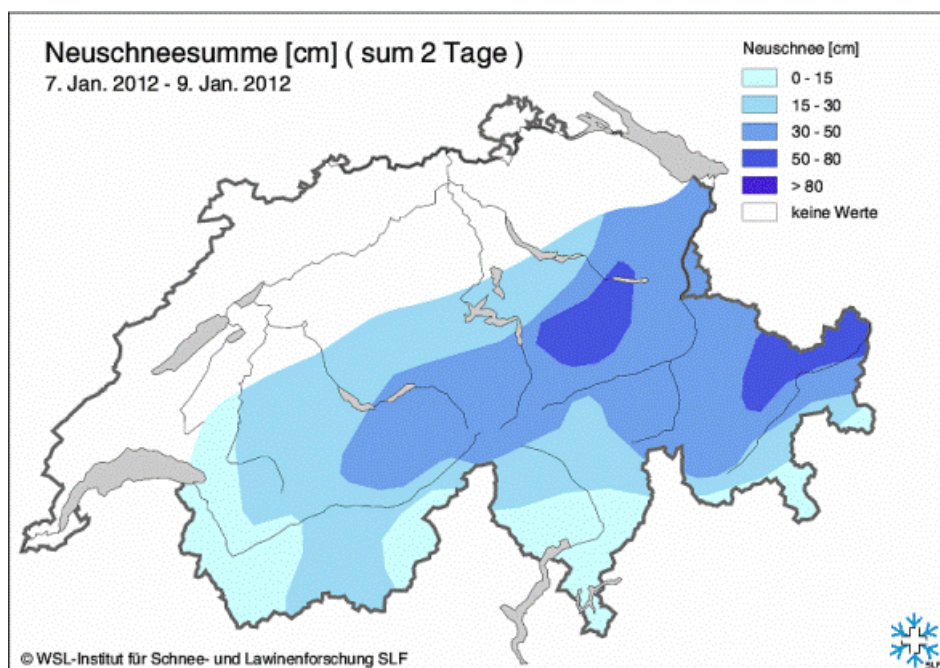 Neuschneesumme [cm] ( sum 2 Tage )
7. Jan. 2012 - 9. Jan. 2012
Neuschnee [cm]
0 - 15
15 - 30
30 - 50
50 - 80
> 80
keine Werte
© WSL-Institut für Schnee- und Lawinenforschung SLF